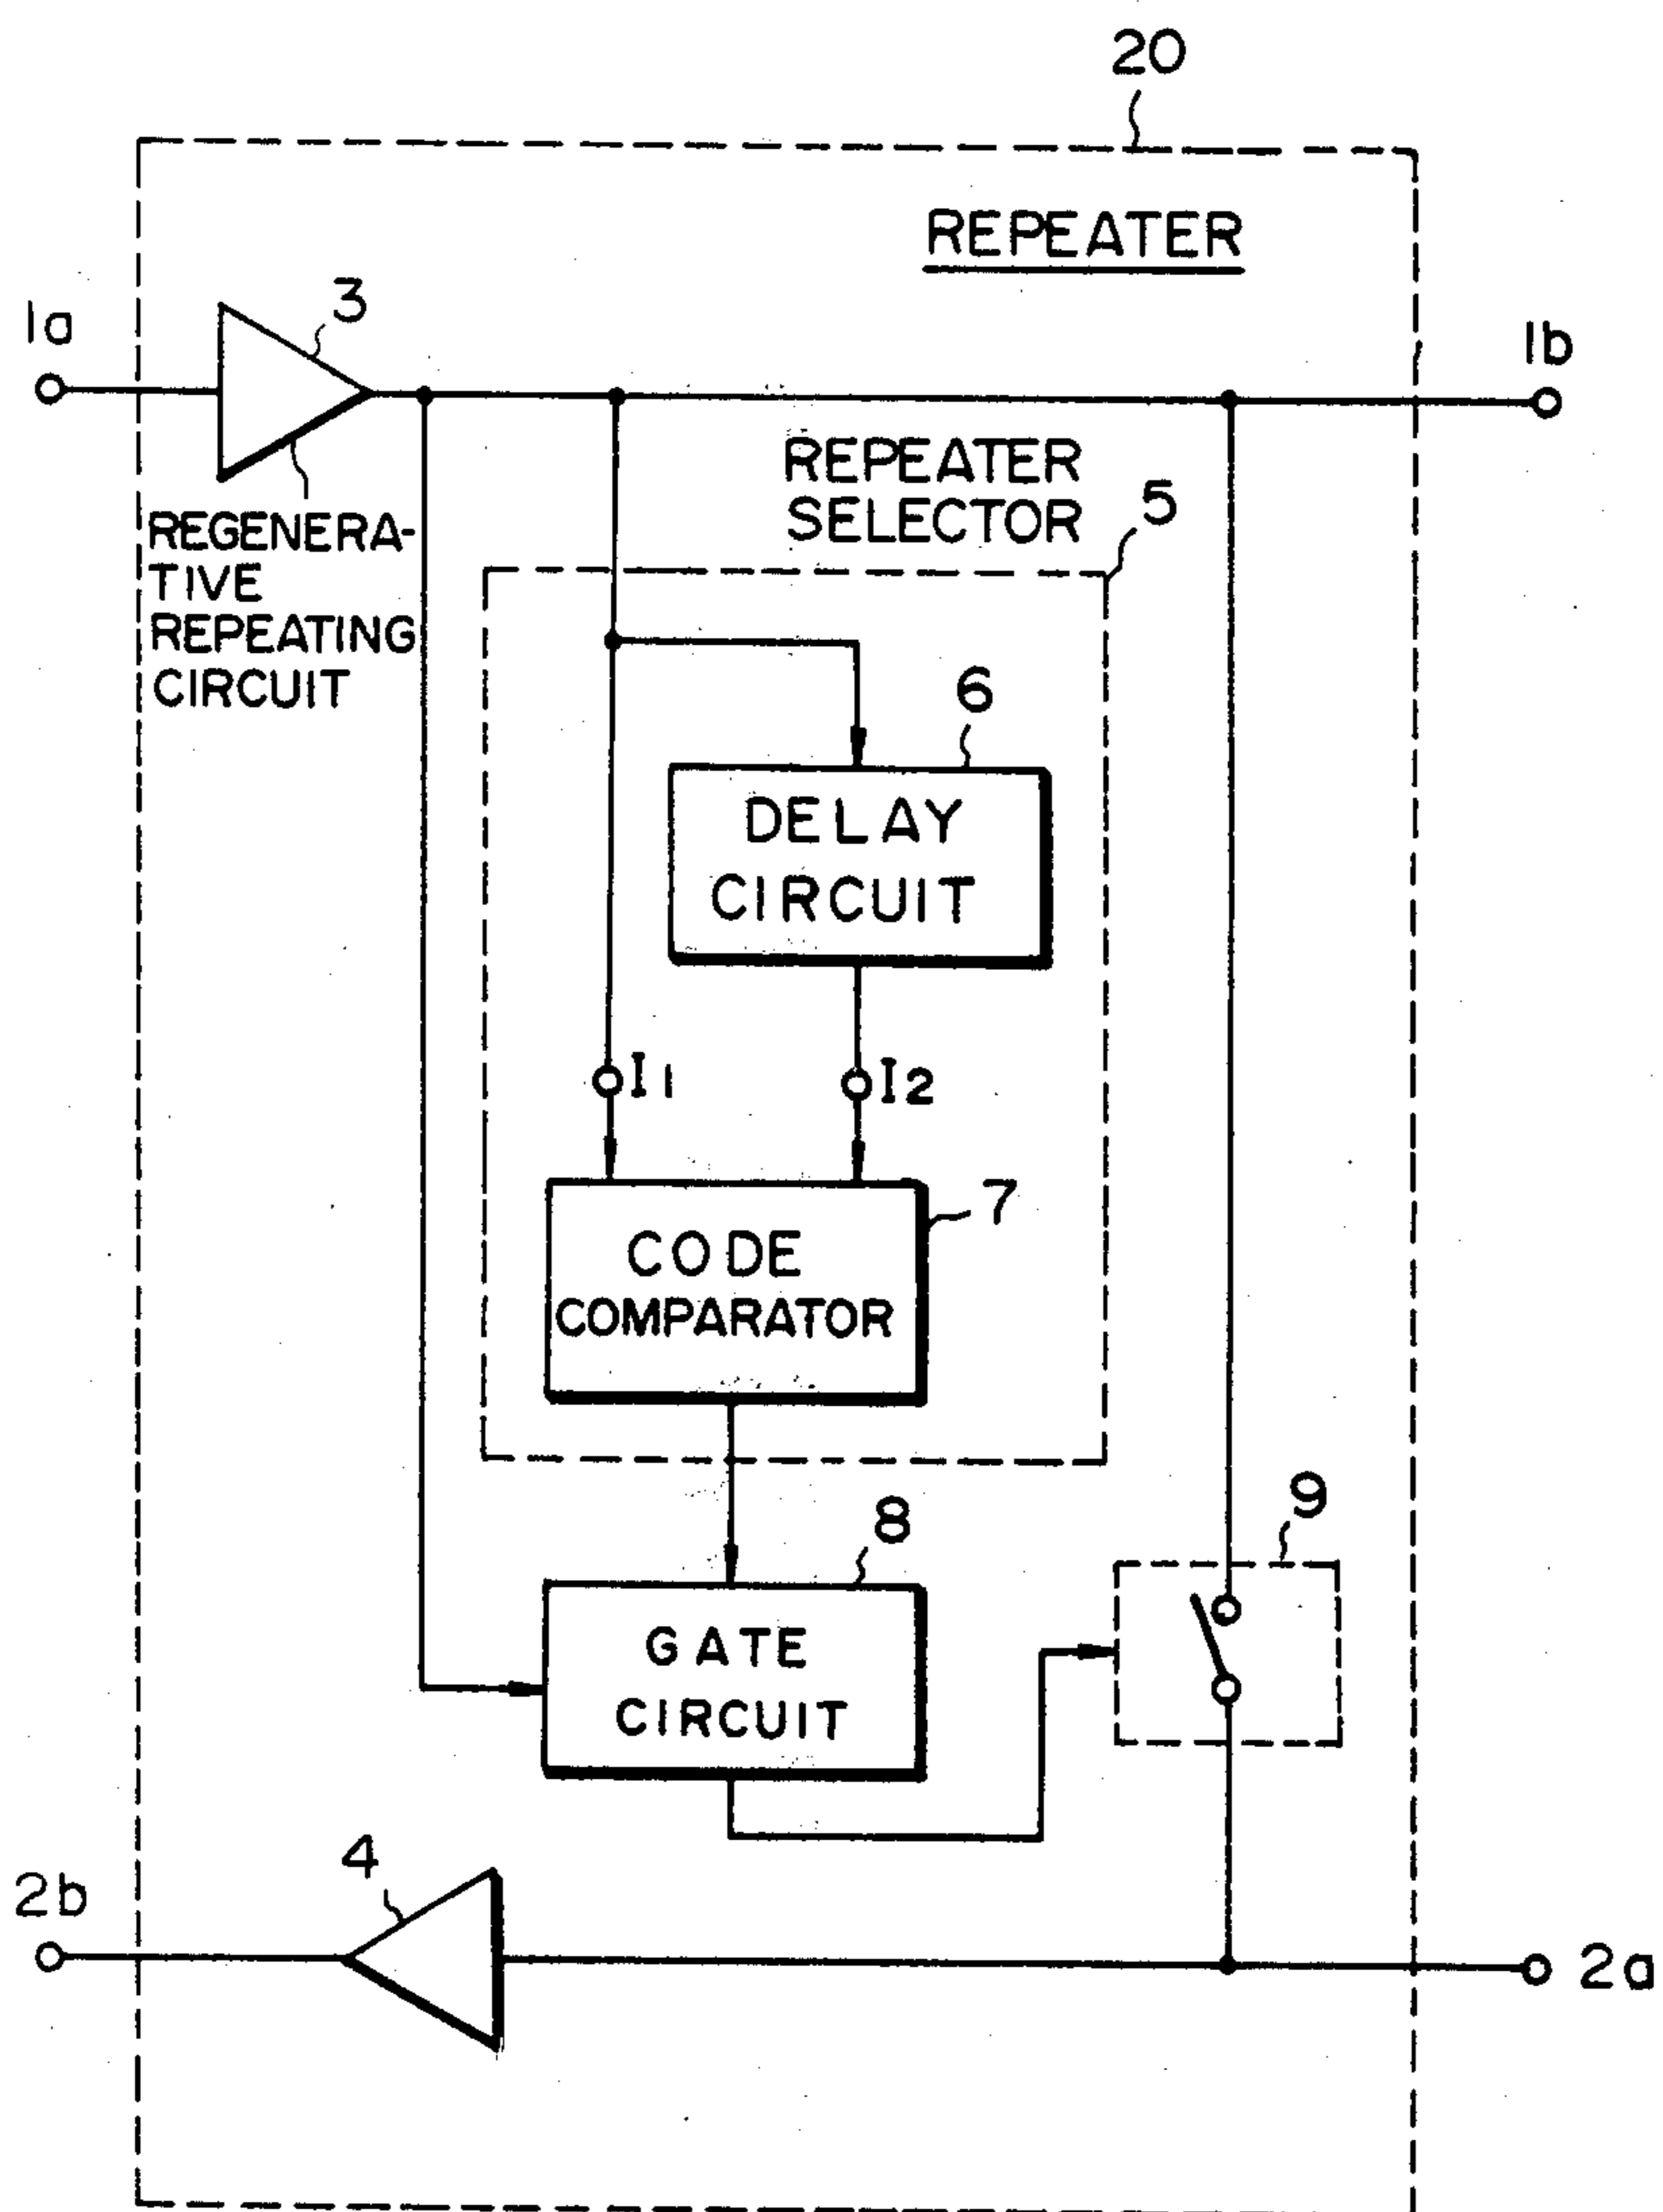 20
REPEATER
3
1a
1b
REPEATER
SELECTOR
5
REGENERA-
TIVE
REPEATING
CIRCUIT
6
DELAY
CIRCUIT
I1
I2
7
CODE
COMPARATOR
9
8
GATE
CIRCUIT
4
2b
2a